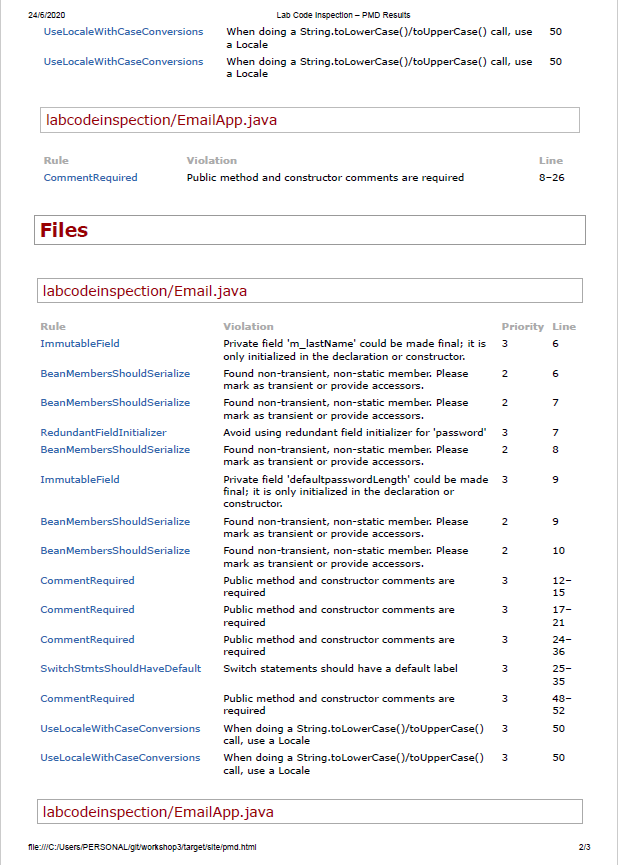 24/6/2020 Lab Code Inspection – PMD Results
UseLocaleWithCaseConversions When doing a String.toLowerCase()/toUpperCase() call, use 50
a Locale
UseLocaleWithCaseConversions When doing a String.toLowerCase()/toUpperCase() call, use 50
a Locale
labcodeinspection/EmailApp.java
Rule Violation Line
CommentRequired Public method and constructor comments are required 8–26
Files
labcodeinspection/Email.java
Rule Violation Priority Line
ImmutableField Private field 'm_lastName' could be made final; it is 3 6
only initialized in the declaration or constructor.
BeanMembersShouldSerialize Found non-transient, non-static member. Please 2 6
mark as transient or provide accessors.
BeanMembersShouldSerialize Found non-transient, non-static member. Please 2 7
mark as transient or provide accessors.
RedundantFieldInitializer Avoid using redundant field initializer for 'password' 3 7
BeanMembersShouldSerialize Found non-transient, non-static member. Please 2 8
mark as transient or provide accessors.
ImmutableField Private field 'defaultpasswordLength' could be made 3 9
final; it is only initialized in the declaration or
constructor.
BeanMembersShouldSerialize Found non-transient, non-static member. Please 2 9
mark as transient or provide accessors.
BeanMembersShouldSerialize Found non-transient, non-static member. Please 2 10
mark as transient or provide accessors.
CommentRequired Public method and constructor comments are 3 12–
required 15
CommentRequired Public method and constructor comments are 3 17–
required 21
CommentRequired Public method and constructor comments are 3 24–
required 36
SwitchStmtsShouldHaveDefault Switch statements should have a default label 3 25–
35
CommentRequired Public method and constructor comments are 3 48–
required 52
UseLocaleWithCaseConversions When doing a String.toLowerCase()/toUpperCase() 3 50
call, use a Locale
UseLocaleWithCaseConversions When doing a String.toLowerCase()/toUpperCase() 3 50
call, use a Locale
labcodeinspection/EmailApp.java
file:///C:/Users/PERSONAL/git/workshop3/target/site/pmd.html 2/3